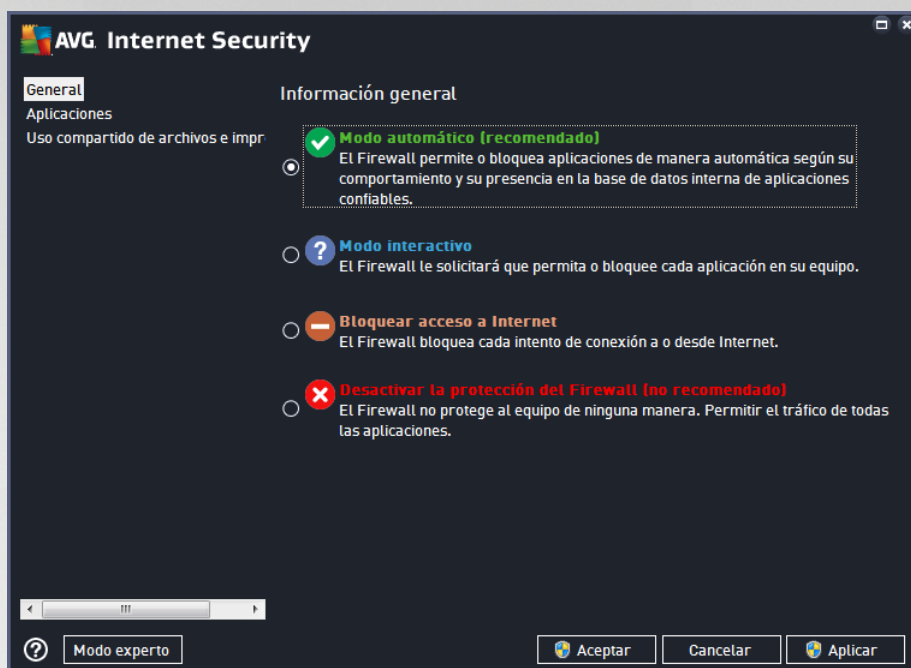 AVG. Internet Security
General
Aplicaciones
Uso compartido de archivos e impr
Información general
Modo automático (recomendado)
El Firewall permite o bloquea aplicaciones de manera automática según su
comportamiento y su presencia en la base de datos interna de aplicaciones
confiables.
Modo interactivo
El Firewall le solicitará que permita o bloquee cada aplicación en su equipo.
Bloquear acceso a Internet
El Firewall bloquea cada intento de conexión a o desde Internet.
Desactivar la protección del Firewall (no recomendado)
El Firewall no protege al equipo de ninguna manera. Permitir el tráfico de todas
las aplicaciones.
Modo experto
Aceptar
Cancelar
Aplicar